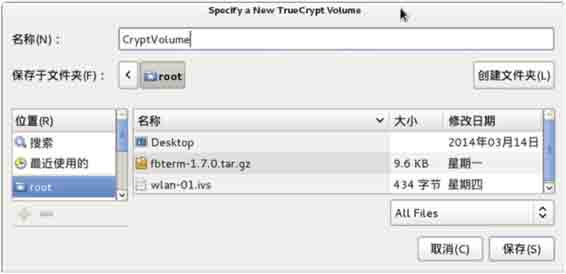 Specify a New TrueCrypt Volume
名称(N)： CryptVolume
保存于文件夹(F)： < root 创建文件夹(L)
位置(R) 名称 大小 修改日期
搜索 Desktop 2014年03月14日
最近使用的 fbterm-1.7.0.tar.gz 9.6 KB 星期一
root wlan-01.ivs 434 字节 星期四
All Files
取消(C) 保存(S)